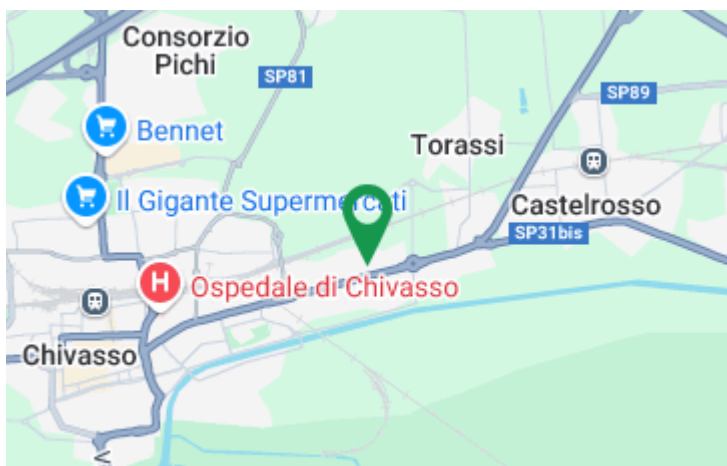 Consorzio
Pichi
SP81
SP89
Bennet
Torassi
Il Gigante Supermercati
Castelrosso
SP31bis
H
Ospedale di Chivasso
Chivasso